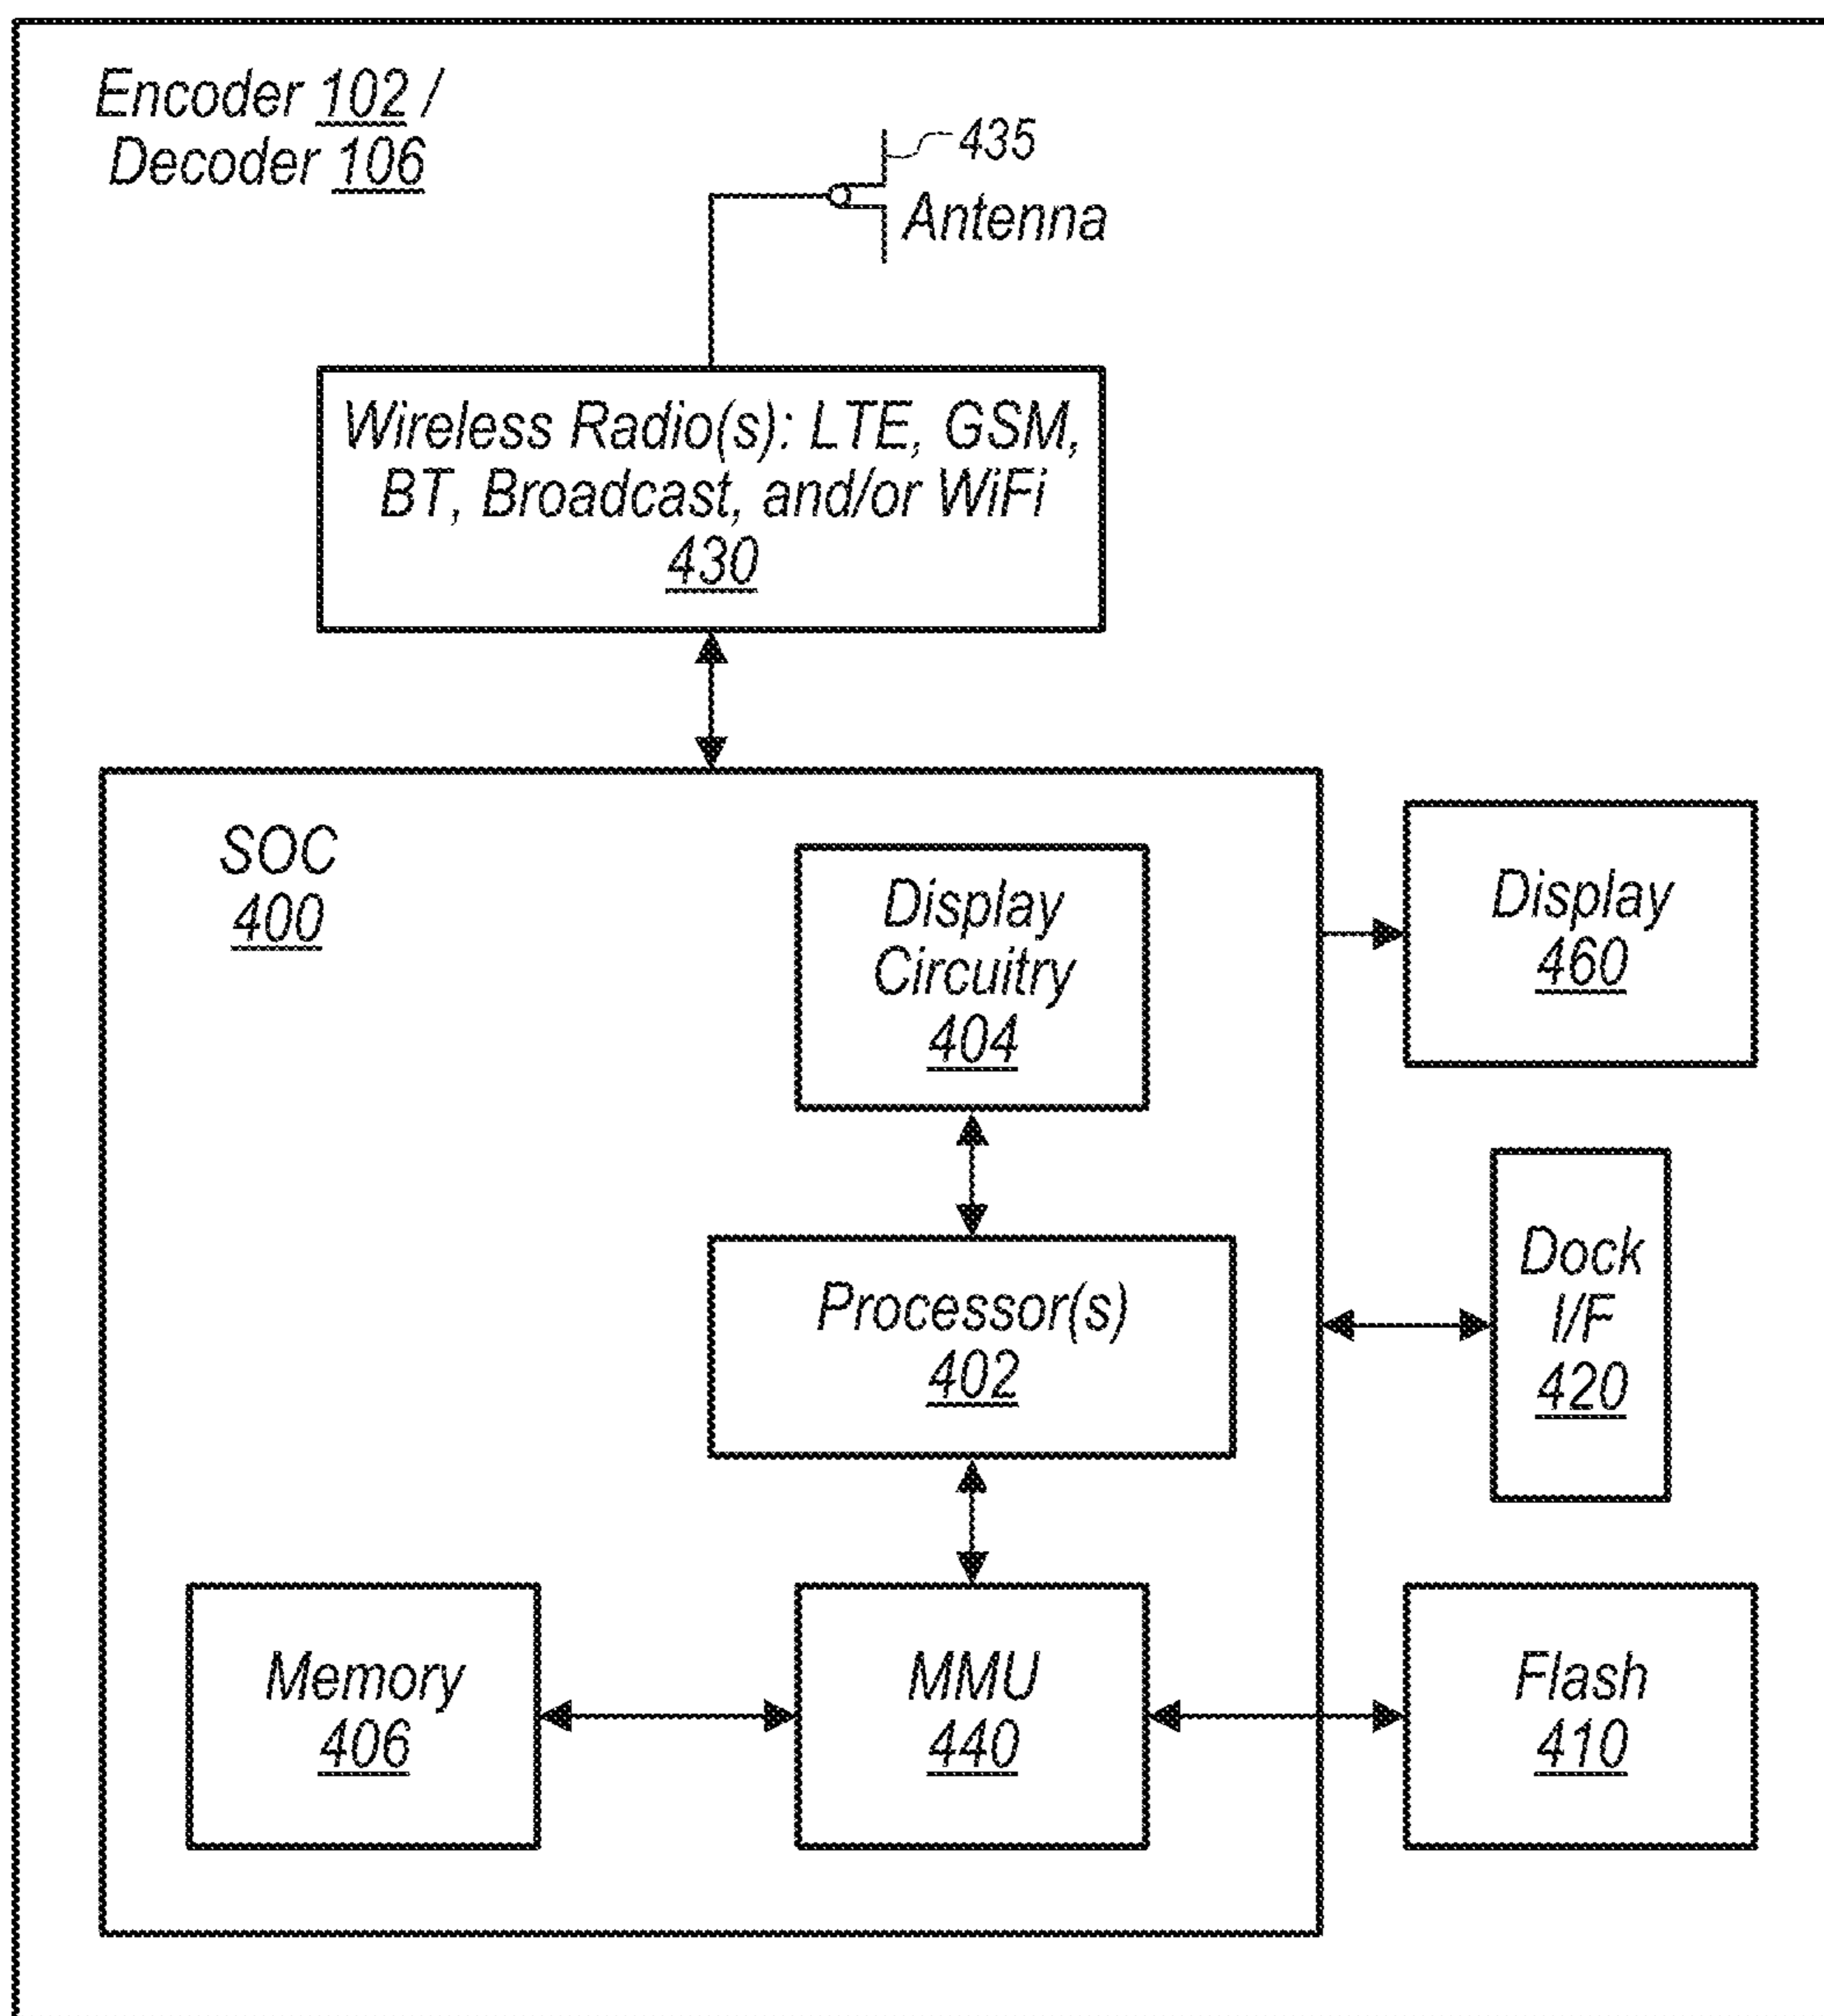 Encoder 102 /
Decoder 106
435
Antenna
Wireless Radio(s): LTE, GSM,
BT, Broadcast, and/or WiFi
430
SOC
400
Display
Circuitry
404
Display
460
Processor(s)
402
Dock
I/F
420
Memory
406
MMU
440
Flash
410